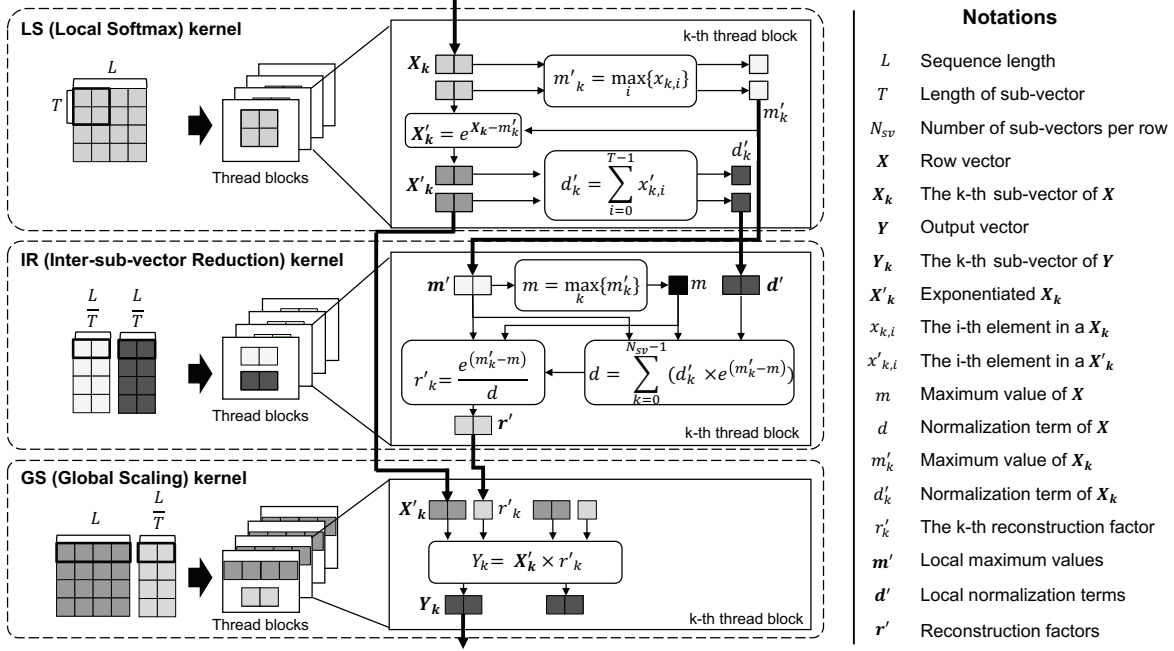 LS (Local Softmax) kernel
L
T
Thread blocks
k-th thread block
X_k
m'_k = max_i{x_{k,i}}
m'_k
X'_k = e^{X_k−m'_k}
d'_k
X'_k
d'_k = \sum_{i=0}^{T−1} x'_{k,i}
IR (Inter-sub-vector Reduction) kernel
L/T L/T
Thread blocks
m'
m = max_k{m'_k}
m
d'
r'_k = e^{(m'_k−m)}/d
d = \sum_{k=0}^{N_{sv}−1} (d'_k × e^{(m'_k−m)})
r'
k-th thread block
GS (Global Scaling) kernel
L
L/T
Thread blocks
X'_k
r'_k
Y_k = X'_k × r'_k
Y_k
k-th thread block
Notations
L Sequence length
T Length of sub-vector
N_{sv} Number of sub-vectors per row
X Row vector
X_k The k-th sub-vector of X
Y Output vector
Y_k The k-th sub-vector of Y
X'_k Exponentiated X_k
x_{k,i} The i-th element in a X_k
x'_{k,i} The i-th element in a X'_k
m Maximum value of X
d Normalization term of X
m'_k Maximum value of X_k
d'_k Normalization term of X_k
r'_k The k-th reconstruction factor
m' Local maximum values
d' Local normalization terms
r' Reconstruction factors